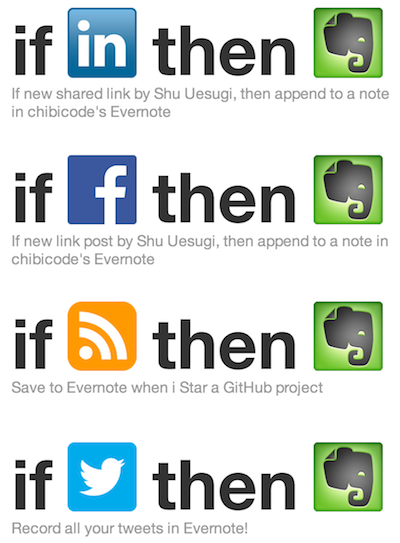 if in then
If new shared link by Shu Uesugi, then append to a note
in chibicode's Evernote
if f then
If new link post by Shu Uesugi, then append to a note in
chibicode's Evernote
if then
Save to Evernote when i Star a GitHub project
if then
Record all your tweets in Evernote!